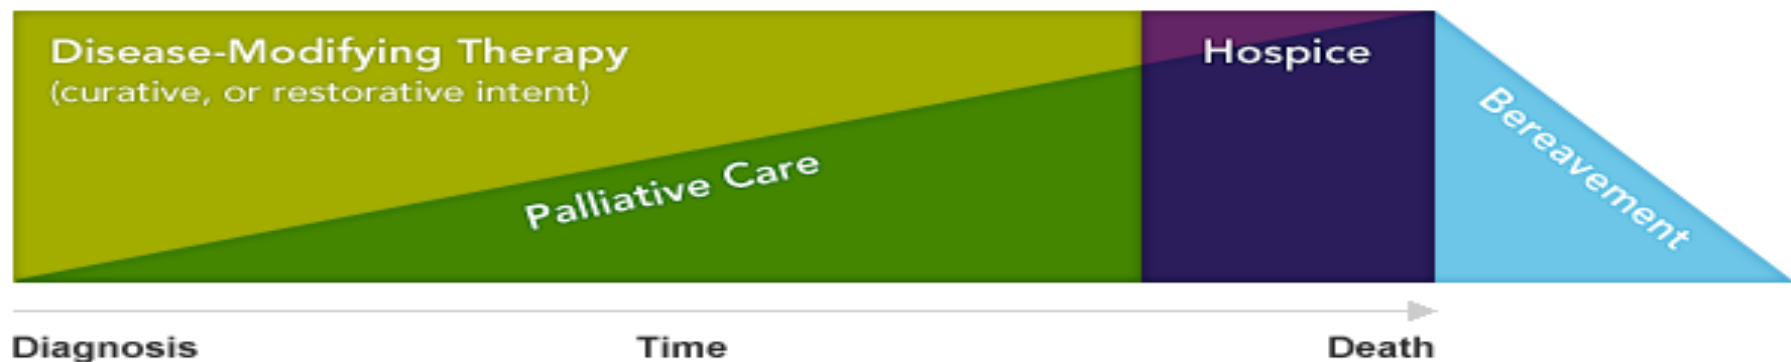 Disease-Modifying Therapy
(curative, or restorative intent)
Palliative Care
Hospice
Bereavement
Diagnosis
Time
Death